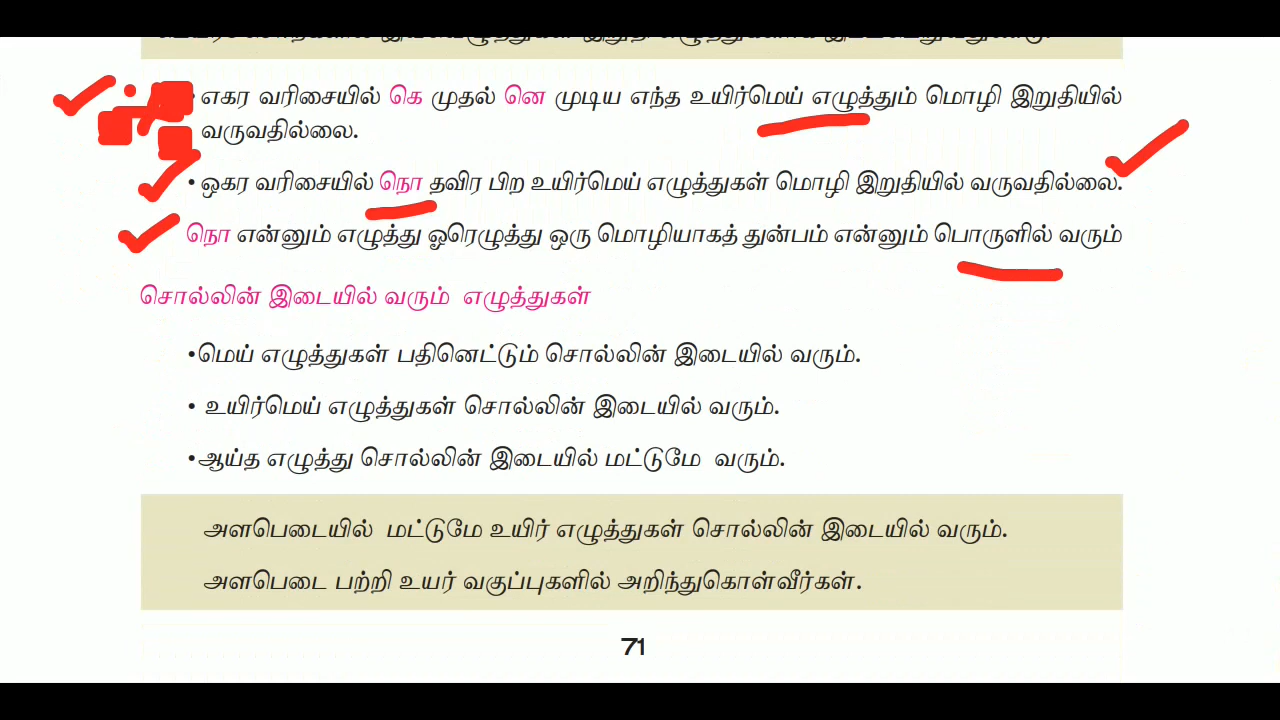 • எகர வரிசையில் கெ முதல் னெ முடிய எந்த உயிர்மெய் எழுத்தும் மொழி இறுதியில்
வருவதில்லை.
• ஒகர வரிசையில் நொ தவிர பிற உயிர்மெய் எழுத்துகள் மொழி இறுதியில் வருவதில்லை.
நொ என்னும் எழுத்து ஓரெழுத்து ஒரு மொழியாகத் துன்பம் என்னும் பொருளில் வரும்
சொல்லின் இடையில் வரும் எழுத்துகள்
•மெய் எழுத்துகள் பதினெட்டும் சொல்லின் இடையில் வரும்.
• உயிர்மெய் எழுத்துகள் சொல்லின் இடையில் வரும்.
•ஆய்த எழுத்து சொல்லின் இடையில் மட்டுமே வரும்.
அளபெடையில் மட்டுமே உயிர் எழுத்துகள் சொல்லின் இடையில் வரும்.
அளபெடை பற்றி உயர் வகுப்புகளில் அறிந்துகொள்வீர்கள்.
71